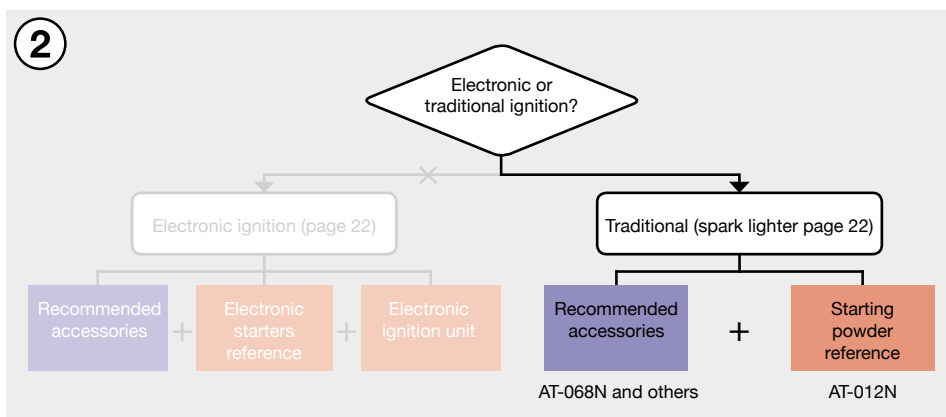 2
Electronic or
traditional ignition?
Electronic ignition (page 22)
Traditional (spark lighter page 22)
Recommended
accessories
+
Electronic
starters
reference
+
Electronic
ignition unit
Recommended
accessories
+
Starting
powder
reference
AT-068N and others
AT-012N